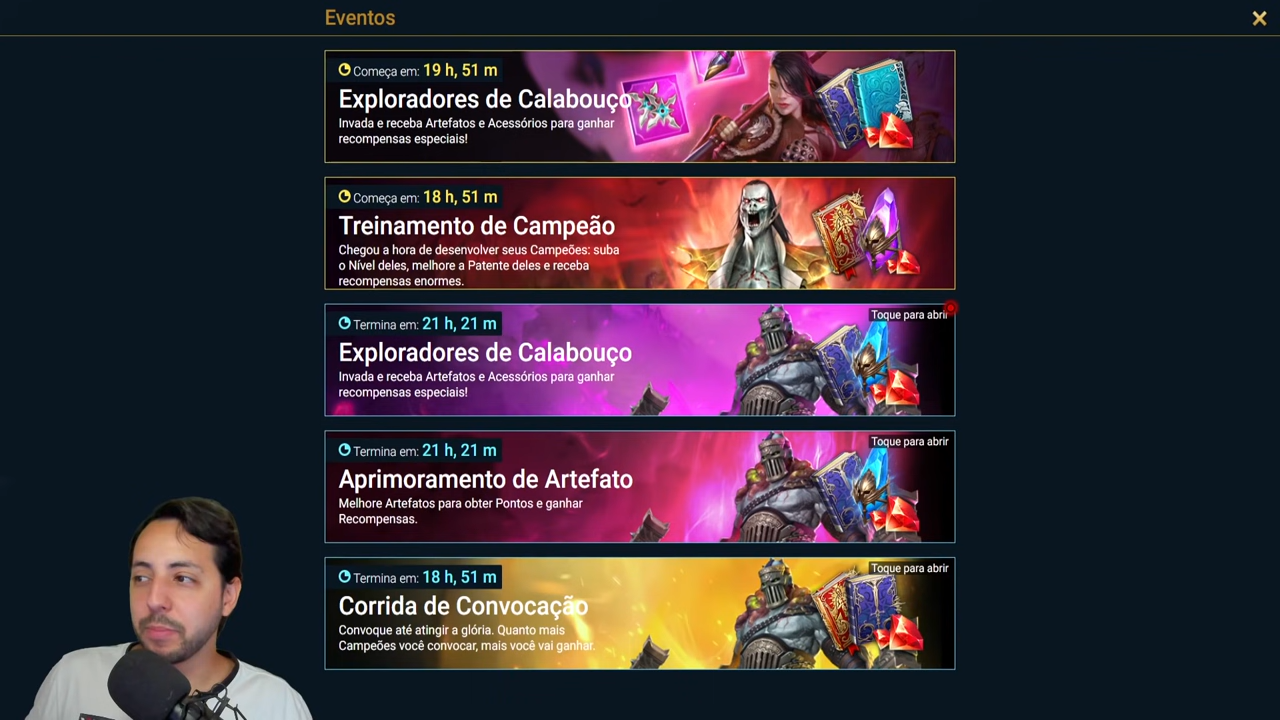 Eventos
Começa em: 19 h, 51 m
Exploradores de Calabouço
Invada e receba Artefatos e Acessórios para ganhar
recompensas especiais!
Começa em: 18 h, 51 m
Treinamento de Campeão
Chegou a hora de desenvolver seus Campeões: suba
o Nível deles, melhore a Patente deles e receba
recompensas enormes.
Termina em: 21 h, 21 m
Toque para abrir
Exploradores de Calabouço
Invada e receba Artefatos e Acessórios para ganhar
recompensas especiais!
Termina em: 21 h, 21 m
Toque para abrir
Aprimoramento de Artefato
Melhore Artefatos para obter Pontos e ganhar
Recompensas.
Termina em: 18 h, 51 m
Toque para abrir
Corrida de Convocação
Convoque até atingir a glória. Quanto mais
Campeões você convocar, mais você vai ganhar.